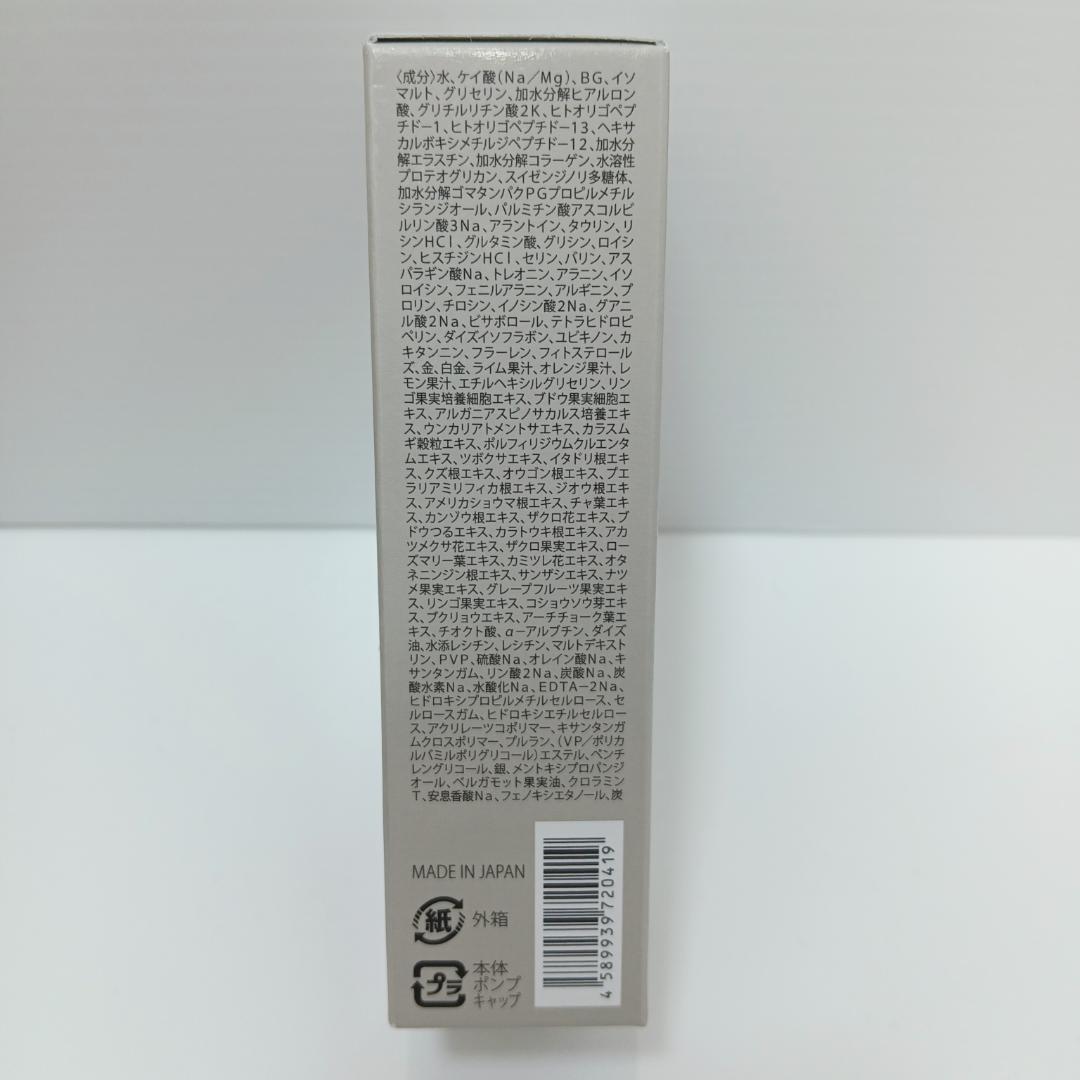 〈成分〉水、ケイ酸(Na／Mg)、BG、イソ
マルト、グリセリン、加水分解ヒアルロン
酸、グリチルリチン酸2K、ヒトオリゴペプ
チド-1、ヒトオリゴペプチド-13、ヘキサ
カルボキシメチルジペプチド-12、加水分
解エラスチン、加水分解コラーゲン、水溶性
プロテオグリカン、スイゼンジノリ多糖体、
加水分解ゴマタンパクPGプロピルメチル
シランジオール、パルミチン酸アスコルビ
ルリン酸3Na、アラントイン、タウリン、リ
シンHCl、グルタミン酸、グリシン、ロイシ
ン、ヒスチジンHCl、セリン、バリン、アス
パラギン酸Na、トレオニン、アラニン、イソ
ロイシン、フェニルアラニン、アルギニン、プ
ロリン、チロシン、イノシン酸2Na、グアニ
ル酸2Na、ビサボロール、テトラヒドロピ
ペリン、ダイズイソフラボン、ユビキノン、カ
キタンニン、フラーレン、フィトステロール
ズ、金、白金、ライム果汁、オレンジ果汁、レ
モン果汁、エチルヘキシルグリセリン、リン
ゴ果実培養細胞エキス、ブドウ果実細胞エ
キス、アルガニアスピノサカルス培養エキ
ス、ウンカリアトメントサエキス、カラスム
ギ穀粒エキス、ポルフィリジウムクルエンタ
ムエキス、ツボクサエキス、イタドリ根エキ
ス、クズ根エキス、オウゴン根エキス、プエ
ラリアミリフィカ根エキス、ジオウ根エキ
ス、アメリカショウマ根エキス、チャ葉エキ
ス、カンゾウ根エキス、ザクロ花エキス、ブ
ドウつるエキス、カラトウキ根エキス、アカ
ツメクサ花エキス、ザクロ果実エキス、ロー
ズマリー葉エキス、カミツレ花エキス、オタ
ネニンジン根エキス、サンザシエキス、ナツ
メ果実エキス、グレープフルーツ果実エキ
ス、リンゴ果実エキス、コショウソウ芽エキ
ス、ブクリョウエキス、アーチチョーク葉エ
キス、チオクト酸、α-アルブチン、ダイズ
油、水添レシチン、レシチン、マルトデキスト
リン、PVP、硫酸Na、オレイン酸Na、キ
サンタンガム、リン酸2Na、炭酸Na、炭
酸水素Na、水酸化Na、EDTA-2Na、
ヒドロキシプロピルメチルセルロース、セ
ルロースガム、ヒドロキシエチルセルロー
ス、アクリレーツコポリマー、キサンタンガ
ムクロスポリマー、プルラン、(VP／ポリカ
ルバミルポリグリコール)エステル、ペンチ
レングリコール、銀、メントキシプロパンジ
オール、ベルガモット果実油、クロラミン
T、安息香酸Na、フェノキシエタノール、炭
MADE IN JAPAN
紙 外箱
プラ 本体
ポンプ
キャップ
4589939720419